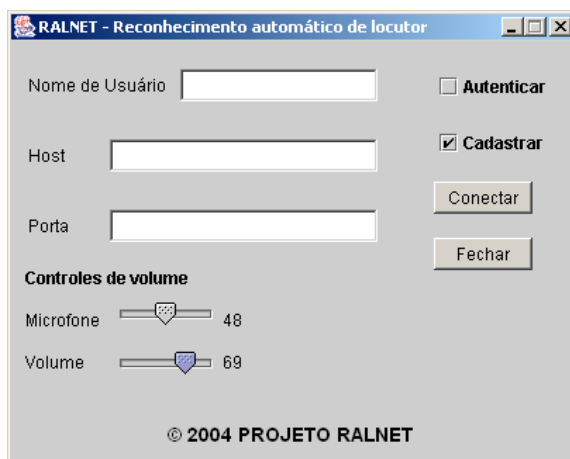 RALNET - Reconhecimento automático de locutor
Nome de Usuário
Autenticar
Host
Cadastrar
Conectar
Porta
Fechar
Controles de volume
Microfone 48
Volume 69
© 2004 PROJETO RALNET